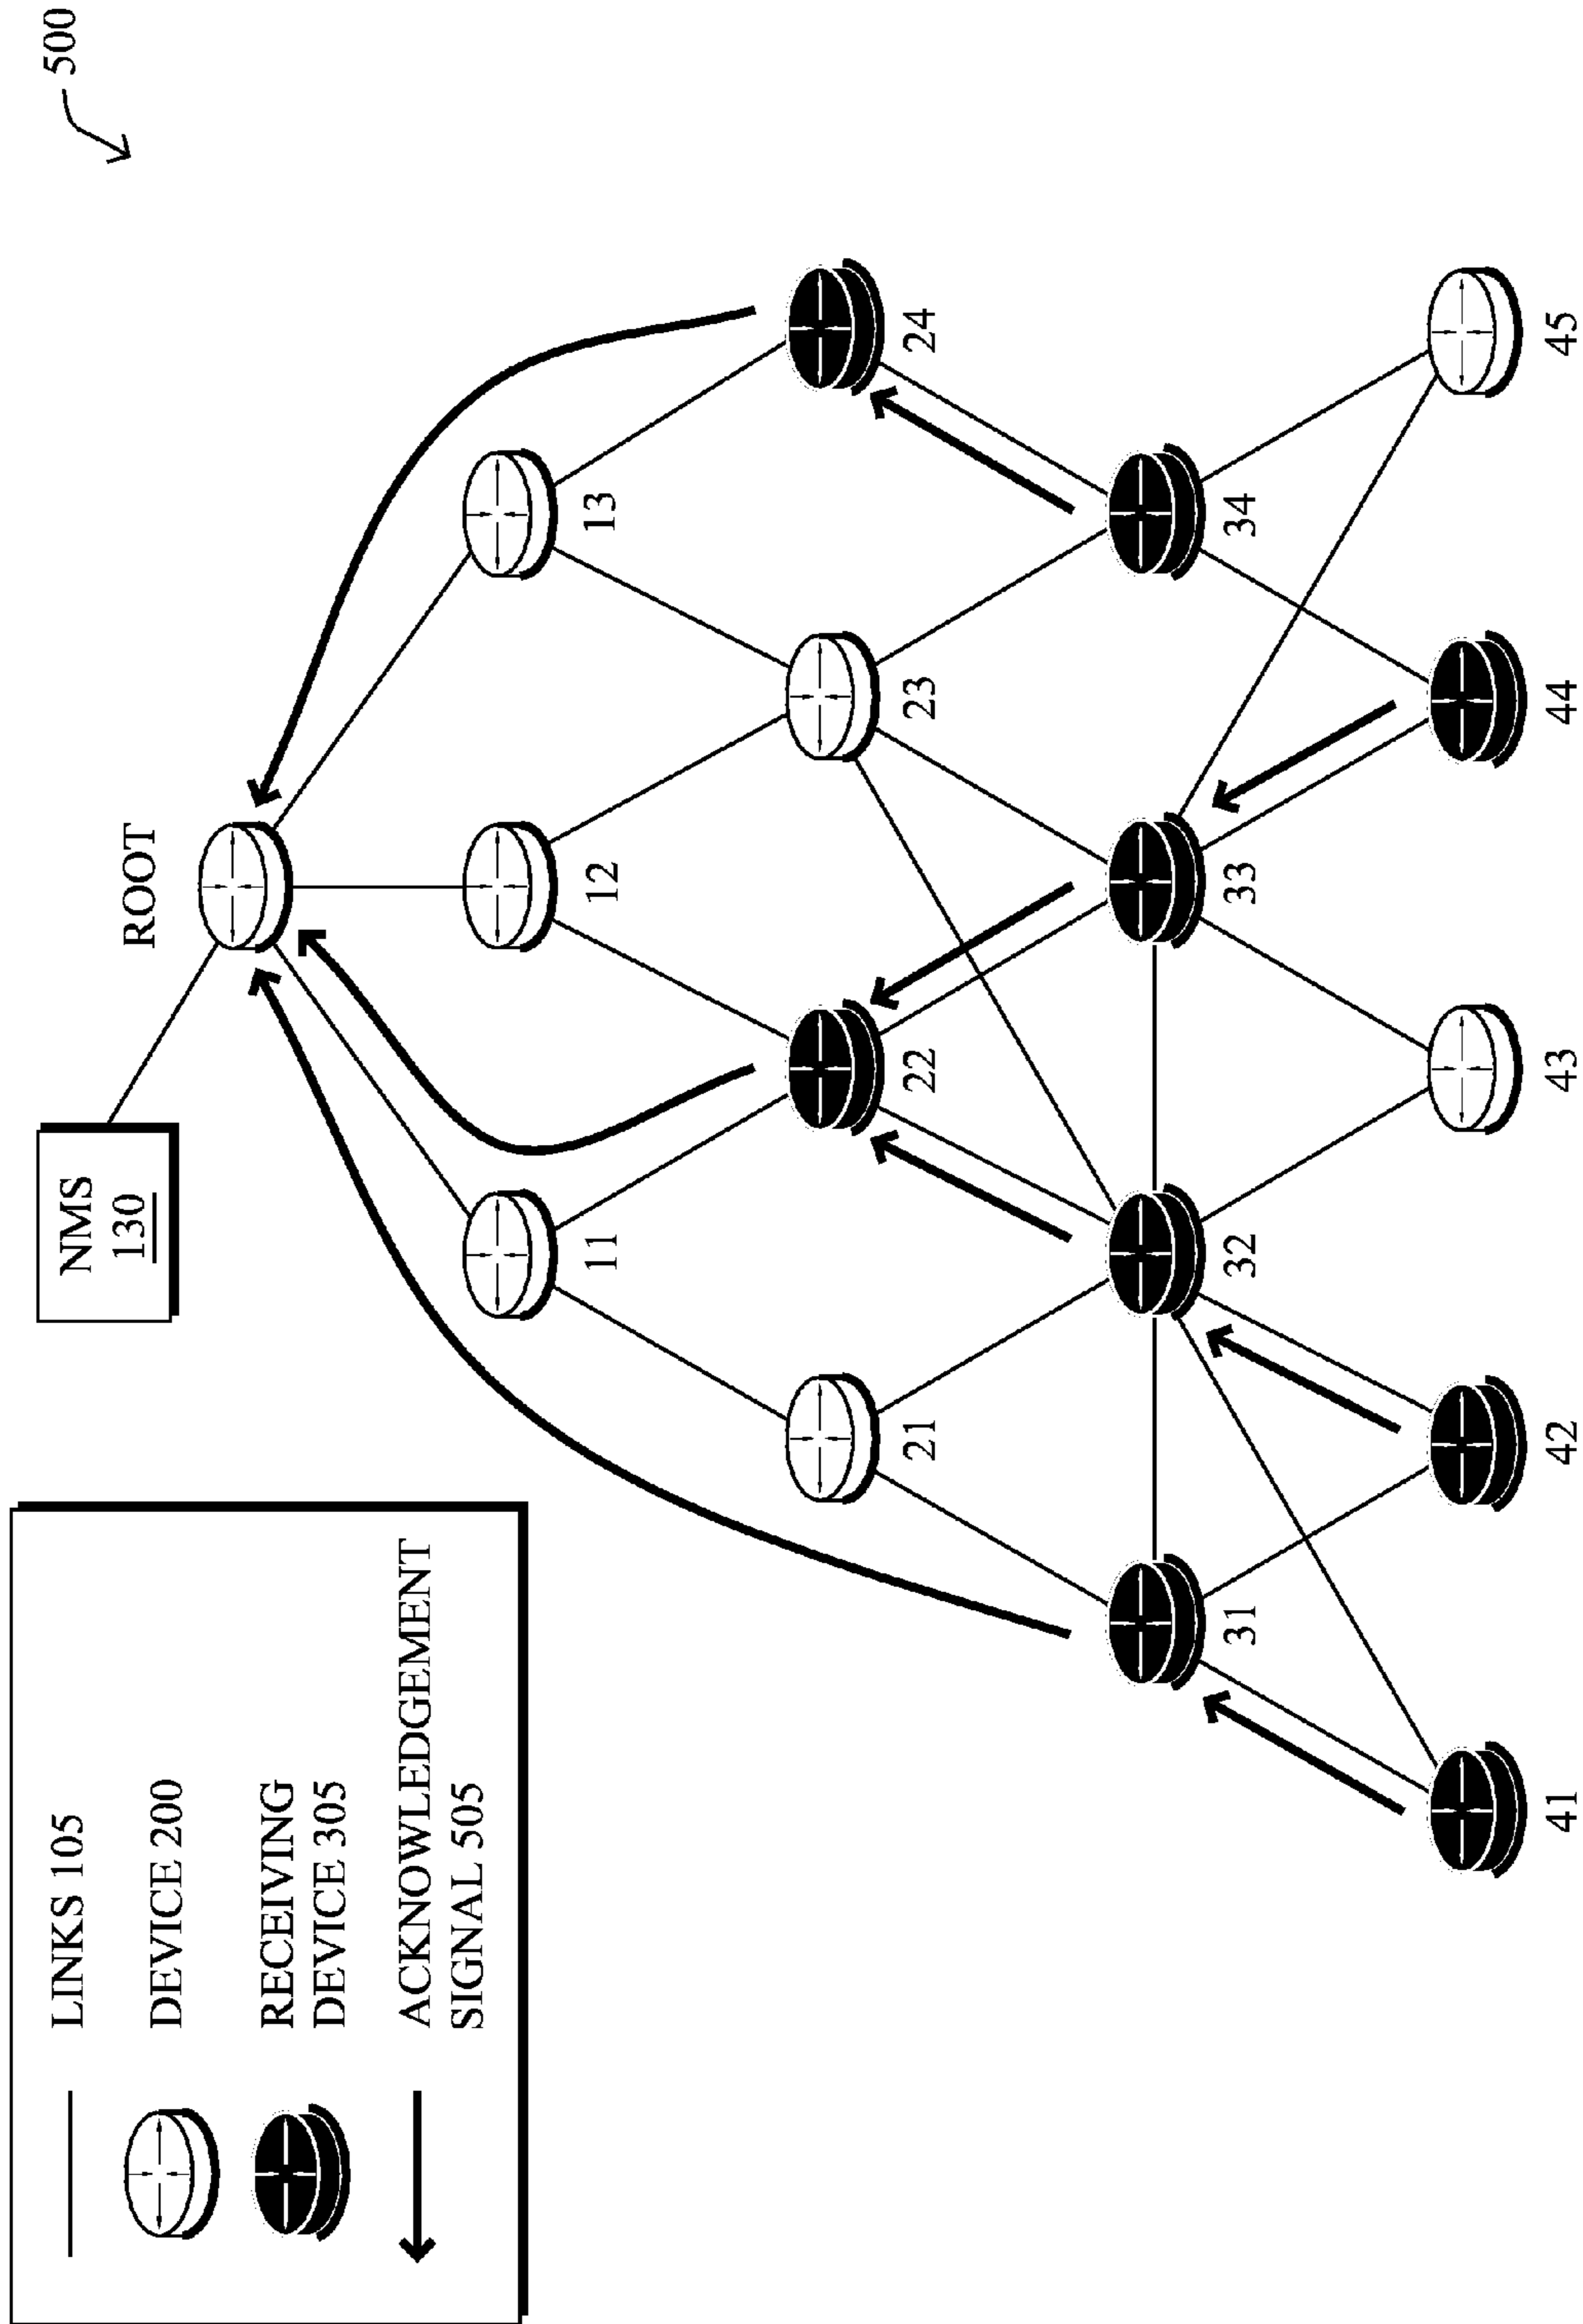 500
LINKS 105
DEVICE 200
RECEIVING
DEVICE 305
ACKNOWLEDGEMENT
SIGNAL 505
NMS
130
ROOT
11
12
13
21
22
23
24
31
32
33
34
41
42
43
44
45